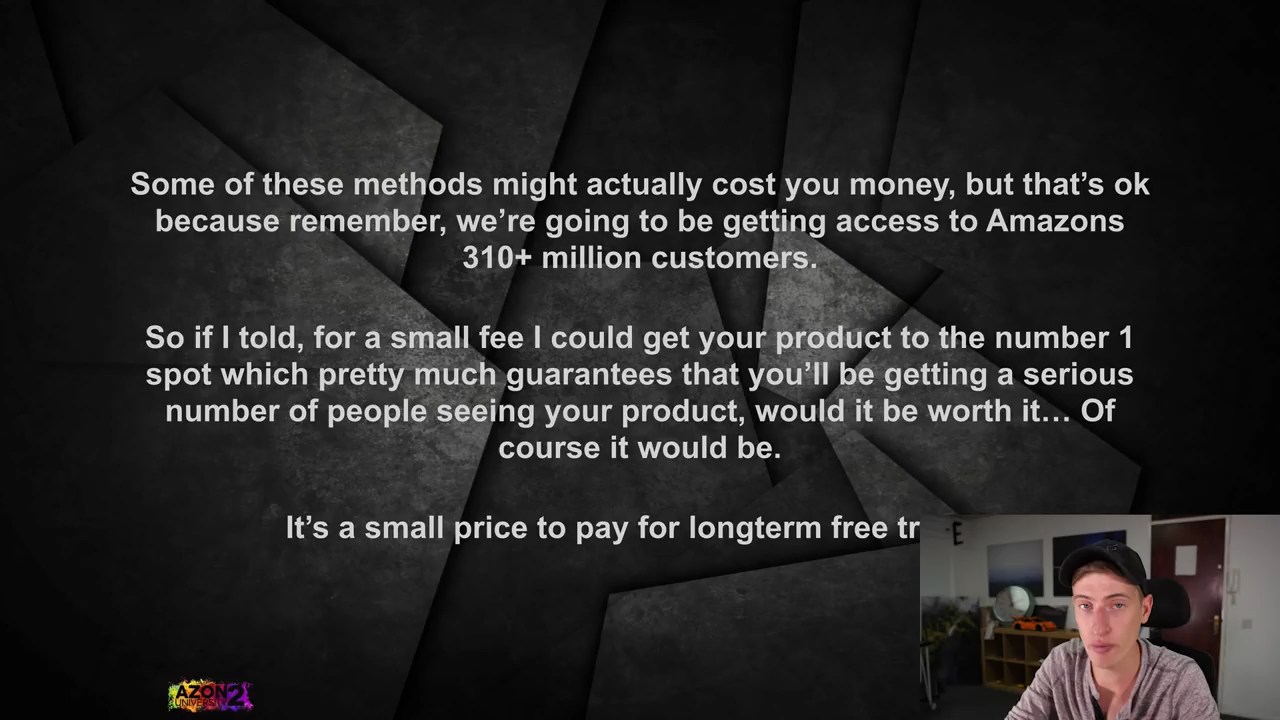 Some of these methods might actually cost you money, but that’s ok
because remember, we’re going to be getting access to Amazons
310+ million customers.
So if I told, for a small fee I could get your product to the number 1
spot which pretty much guarantees that you’ll be getting a serious
number of people seeing your product, would it be worth it… Of
course it would be.
It’s a small price to pay for longterm free tr
E
AZON 2
UNIVERSITY